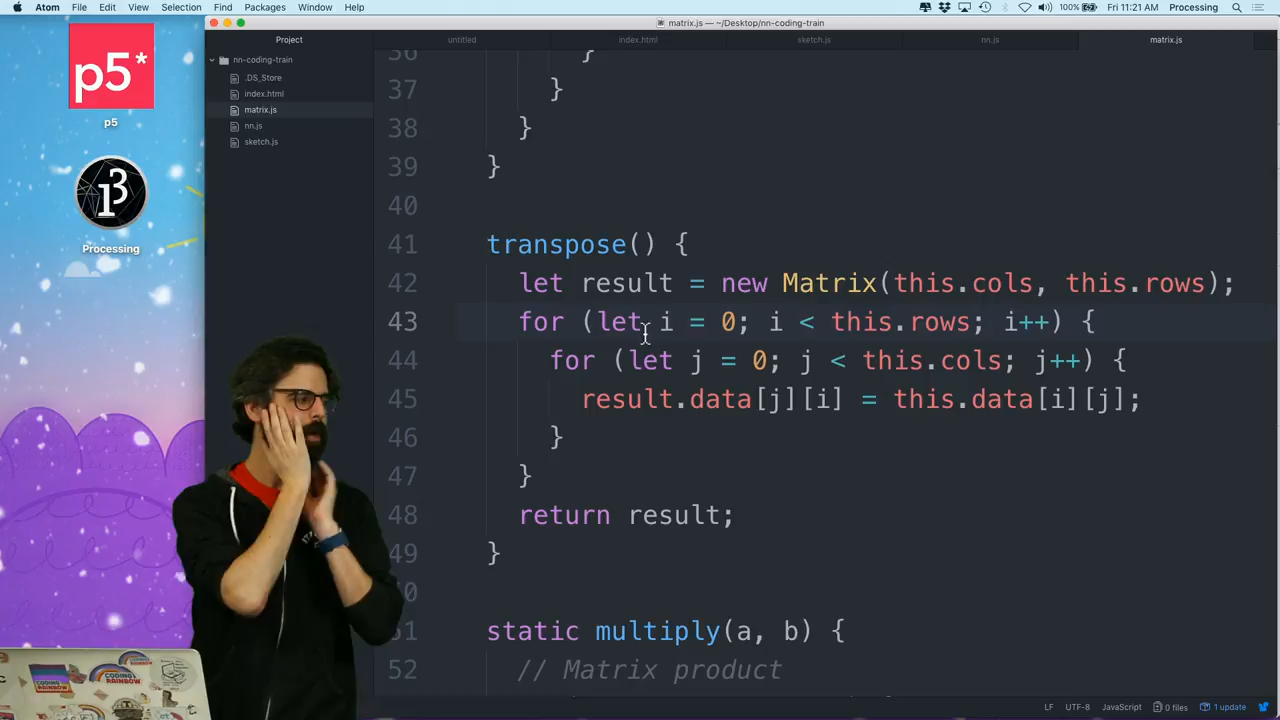 Atom File Edit View Selection Find Packages Window Help 100% Fri 11:21 AM Processing
matrix.js — ~/Desktop/nn-coding-train
Project untitled index.html sketch.js nn.js matrix.js
nn-coding-train
.DS_Store
index.html
matrix.js
nn.js
sketch.js
p5*
p5
Processing
36 }
37 }
38 }
39 }
40
41 transpose() {
42 let result = new Matrix(this.cols, this.rows);
43 for (let i = 0; i < this.rows; i++) {
44 for (let j = 0; j < this.cols; j++) {
45 result.data[j][i] = this.data[i][j];
46 }
47 }
48 return result;
49 }
static multiply(a, b) {
52 // Matrix product
LF UTF-8 JavaScript 0 files 1 update
CODING RAINBOW